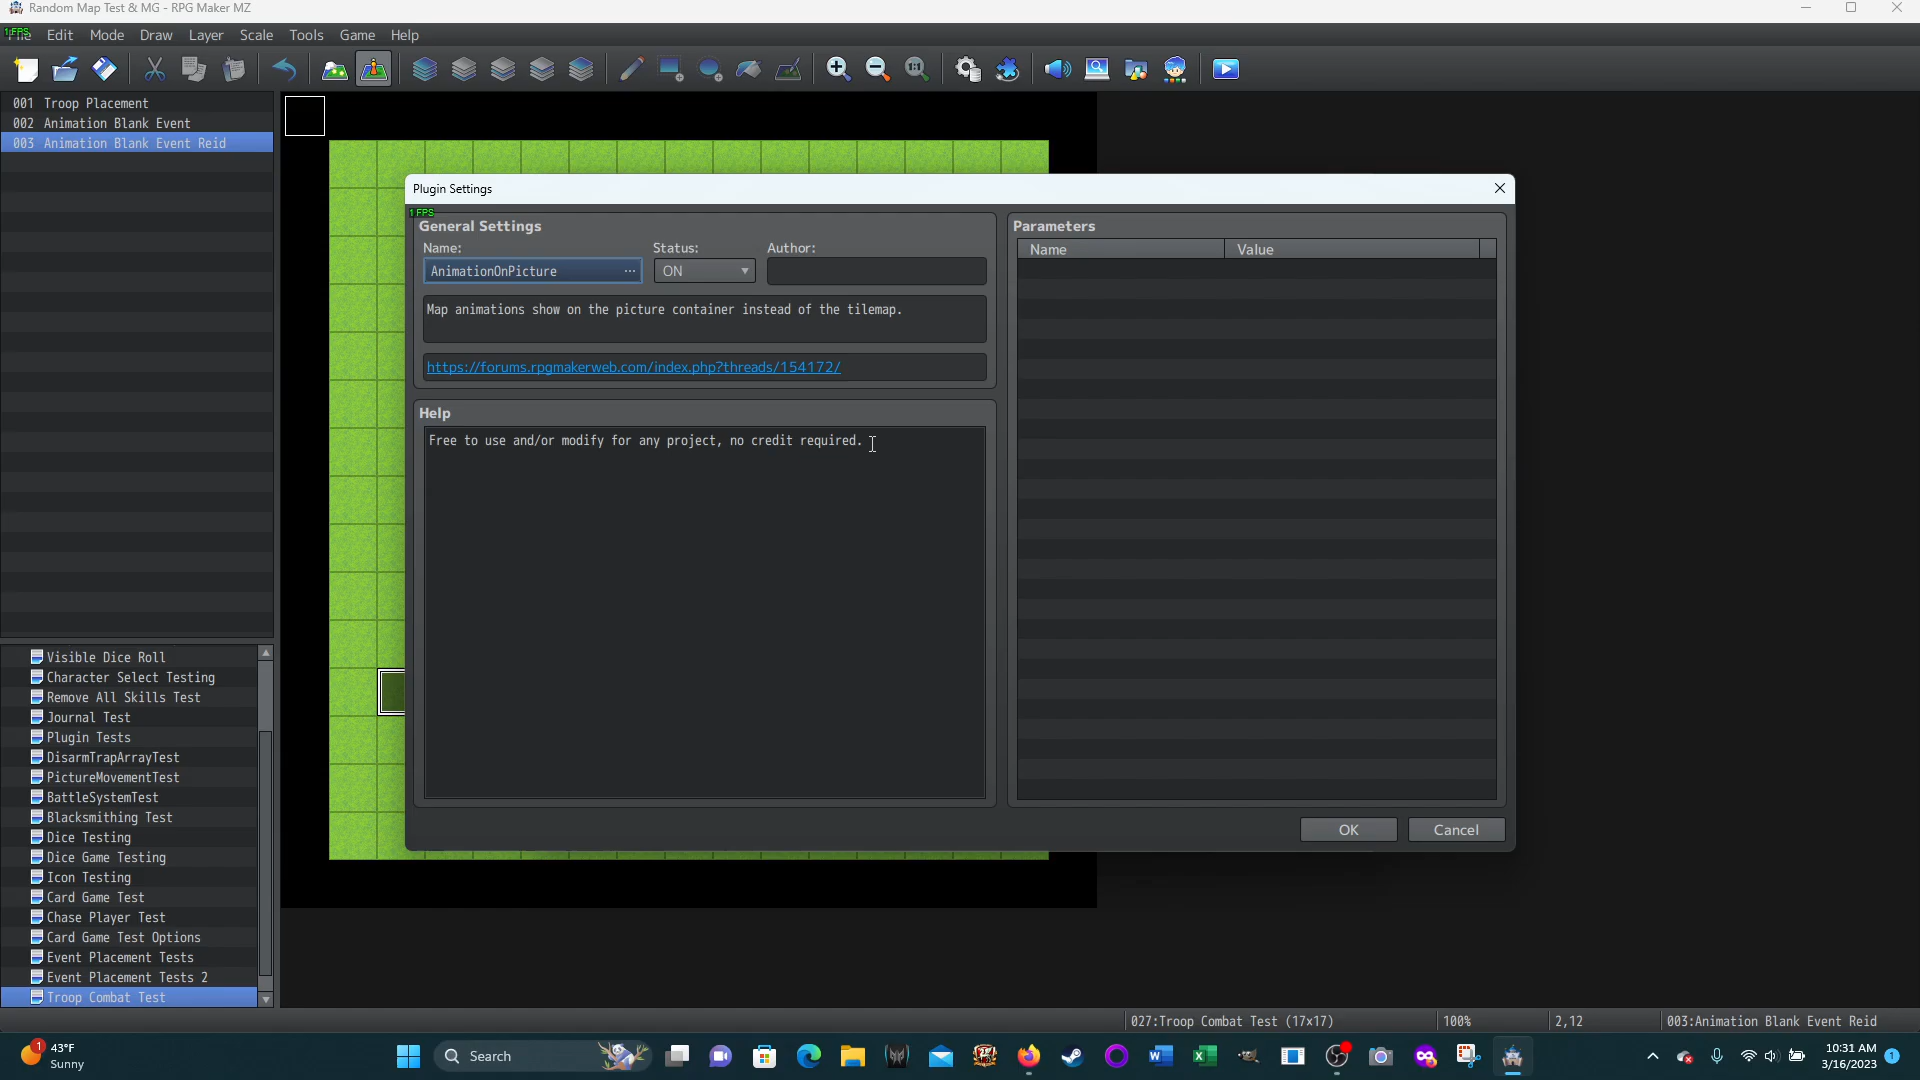 Random Map Test & MG - RPG Maker MZ
1 FPS
File Edit Mode Draw Layer Scale Tools Game Help
001 Troop Placement
002 Animation Blank Event
003 Animation Blank Event Reid
Plugin Settings
1 FPS
General Settings
Name: Status: Author:
AnimationOnPicture ... ON
Map animations show on the picture container instead of the tilemap.
https://forums.rpgmakerweb.com/index.php?threads/154172/
Help
Free to use and/or modify for any project, no credit required.
Parameters
Name Value
OK Cancel
Visible Dice Roll
Character Select Testing
Remove All Skills Test
Journal Test
Plugin Tests
DisarmTrapArrayTest
PictureMovementTest
BattleSystemTest
Blacksmithing Test
Dice Testing
Dice Game Testing
Icon Testing
Card Game Test
Chase Player Test
Card Game Test Options
Event Placement Tests
Event Placement Tests 2
Troop Combat Test
027:Troop Combat Test (17x17) 100% 2,12 003:Animation Blank Event Reid
1 43°F
Sunny
Search
10:31 AM
3/16/2023
1